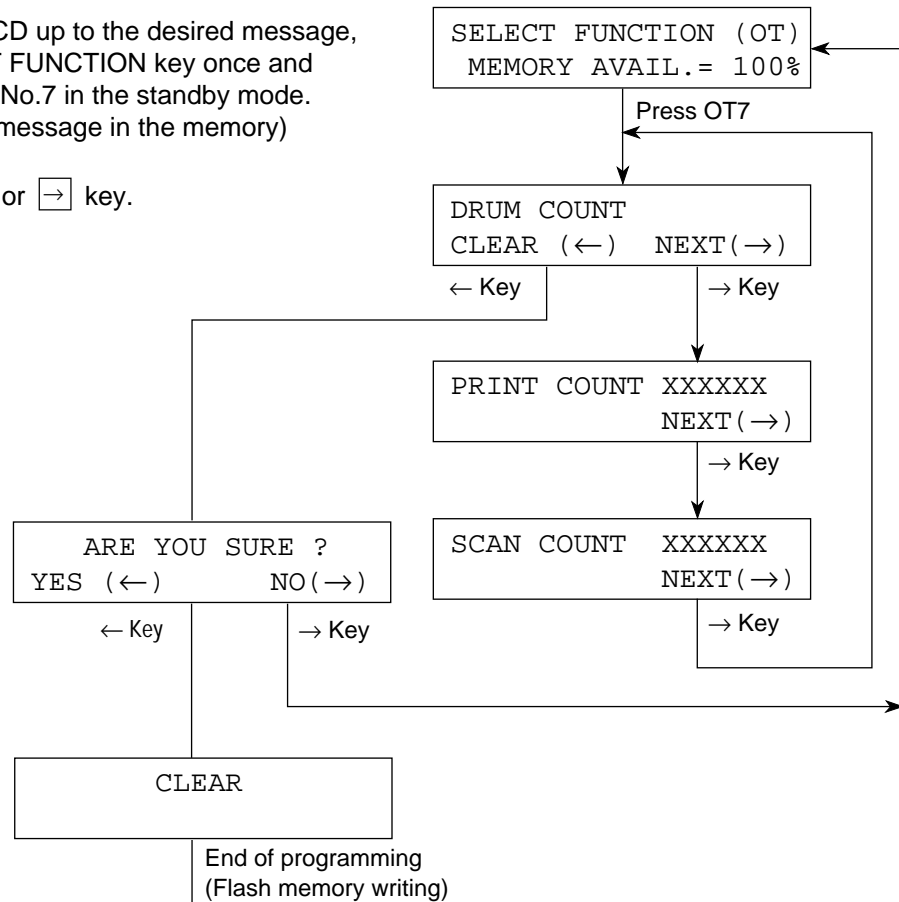 CD up to the desired message,
FUNCTION key once and
No.7 in the standby mode.
message in the memory)
or → key.
SELECT FUNCTION (OT)
MEMORY AVAIL.= 100%
Press OT7
DRUM COUNT
CLEAR (←) NEXT(→)
← Key
→ Key
PRINT COUNT XXXXXX
NEXT(→)
→ Key
SCAN COUNT XXXXXX
NEXT(→)
→ Key
ARE YOU SURE ?
YES (←) NO(→)
← Key
→ Key
CLEAR
End of programming
(Flash memory writing)